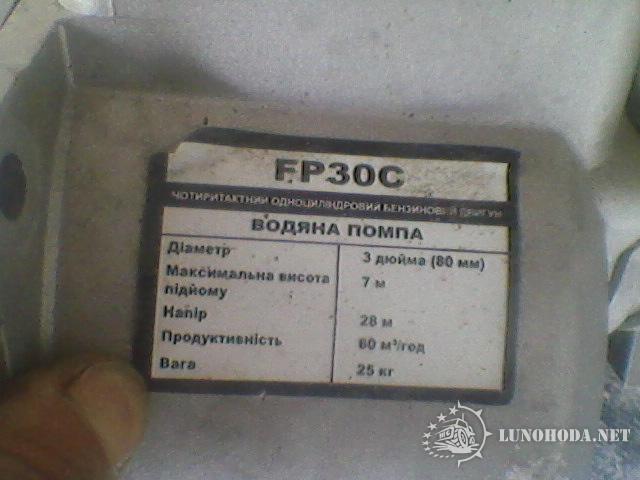 FP30C
ЧОТИРИТАКТНИЙ ОДНОЦИЛІНДРОВИЙ БЕНЗИНОВИЙ ДВИГУН
ВОДЯНА ПОМПА
Діаметр 3 дюйма (80 мм)
Максимальна висота підйому 7 м
Напір 28 м
Продуктивність 60 м³/год
Вага 25 кг
LUNOHODA.NET